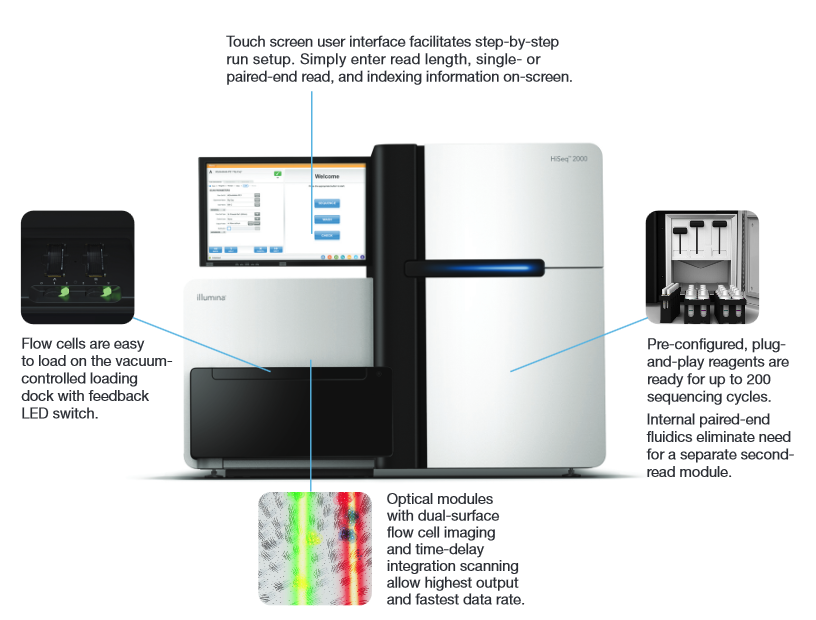 Touch screen user interface facilitates step-by-step
run setup. Simply enter read length, single- or
paired-end read, and indexing information on-screen.
HiSeq™ 2000
Welcome
illumina®
Flow cells are easy
to load on the vacuum-
controlled loading
dock with feedback
LED switch.
Pre-configured, plug-
and-play reagents are
ready for up to 200
sequencing cycles.
Internal paired-end
fluidics eliminate need
for a separate second-
read module.
Optical modules
with dual-surface
flow cell imaging
and time-delay
integration scanning
allow highest output
and fastest data rate.